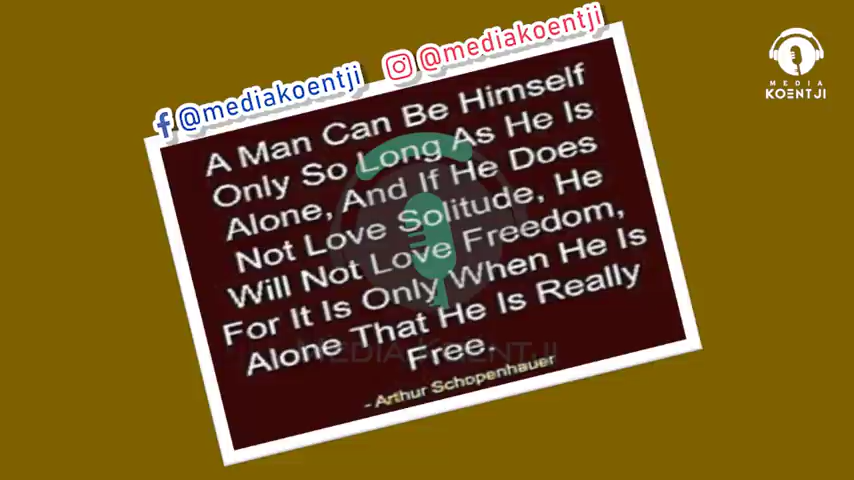 @mediakoentji
@mediakoentji
MEDIA
KOENTJI
A Man Can Be Himself
Only So Long As He Is
Alone, And If He Does
Not Love Solitude, He
Will Not Love Freedom,
For It Is Only When He Is
Alone That He Is Really
Free.
- Arthur Schopenhauer
MEDIA KOENTJI